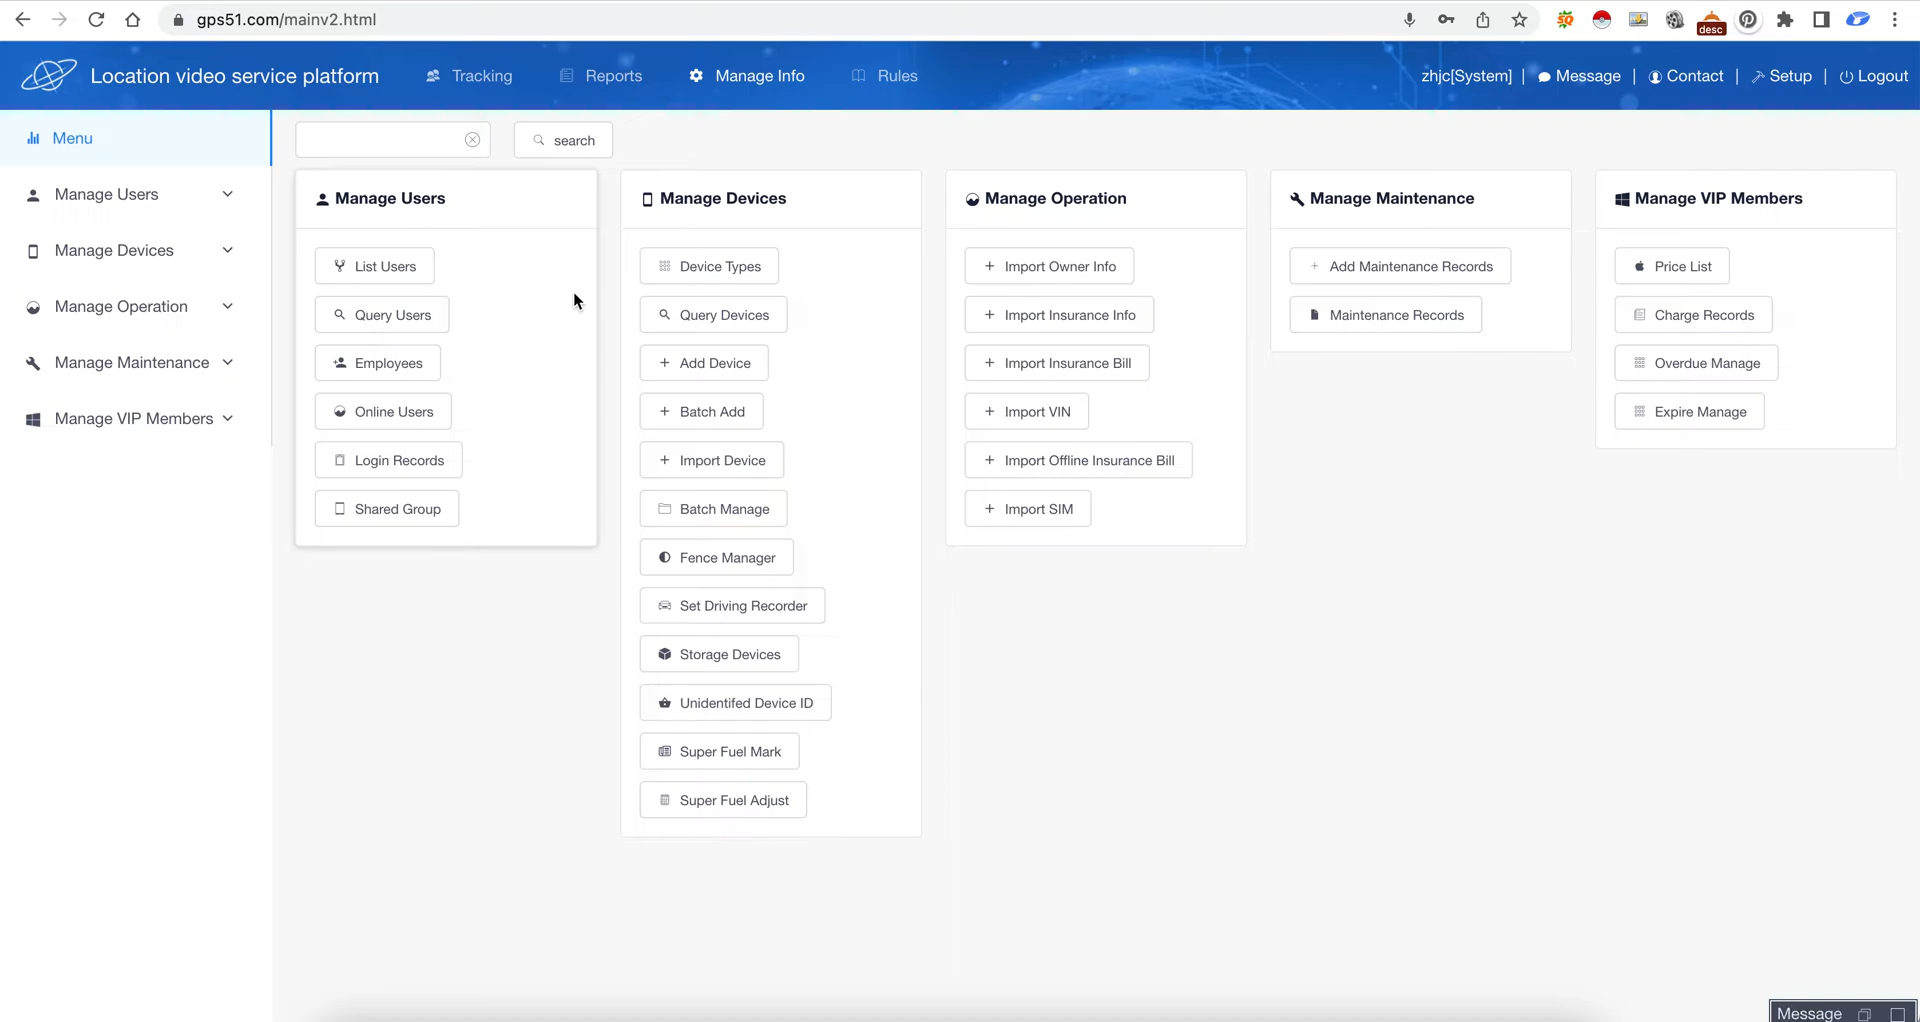 gps51.com/mainv2.html
desc
Location video service platform
Tracking
Reports
Manage Info
Rules
zhjc[System] | Message | Contact | Setup | Logout
Menu
search
Manage Users
Manage Devices
Manage Operation
Manage Maintenance
Manage VIP Members
Manage Users
List Users
Query Users
Employees
Online Users
Login Records
Shared Group
Manage Devices
Device Types
Query Devices
Add Device
Batch Add
Import Device
Batch Manage
Fence Manager
Set Driving Recorder
Storage Devices
Unidentifed Device ID
Super Fuel Mark
Super Fuel Adjust
Manage Operation
Import Owner Info
Import Insurance Info
Import Insurance Bill
Import VIN
Import Offline Insurance Bill
Import SIM
Manage Maintenance
Add Maintenance Records
Maintenance Records
Manage VIP Members
Price List
Charge Records
Overdue Manage
Expire Manage
Message